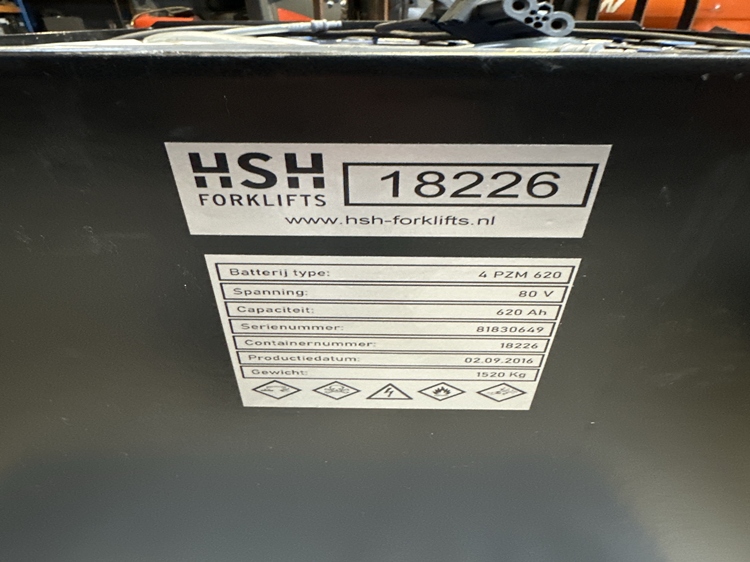 HSH
FORKLIFTS
18226
www.hsh-forklifts.nl
Batterij type: 4 PZM 620
Spanning: 80 V
Capaciteit: 620 Ah
Serienummer: 81830649
Containernummer: 18226
Productiedatum: 02.09.2016
Gewicht: 1520 Kg